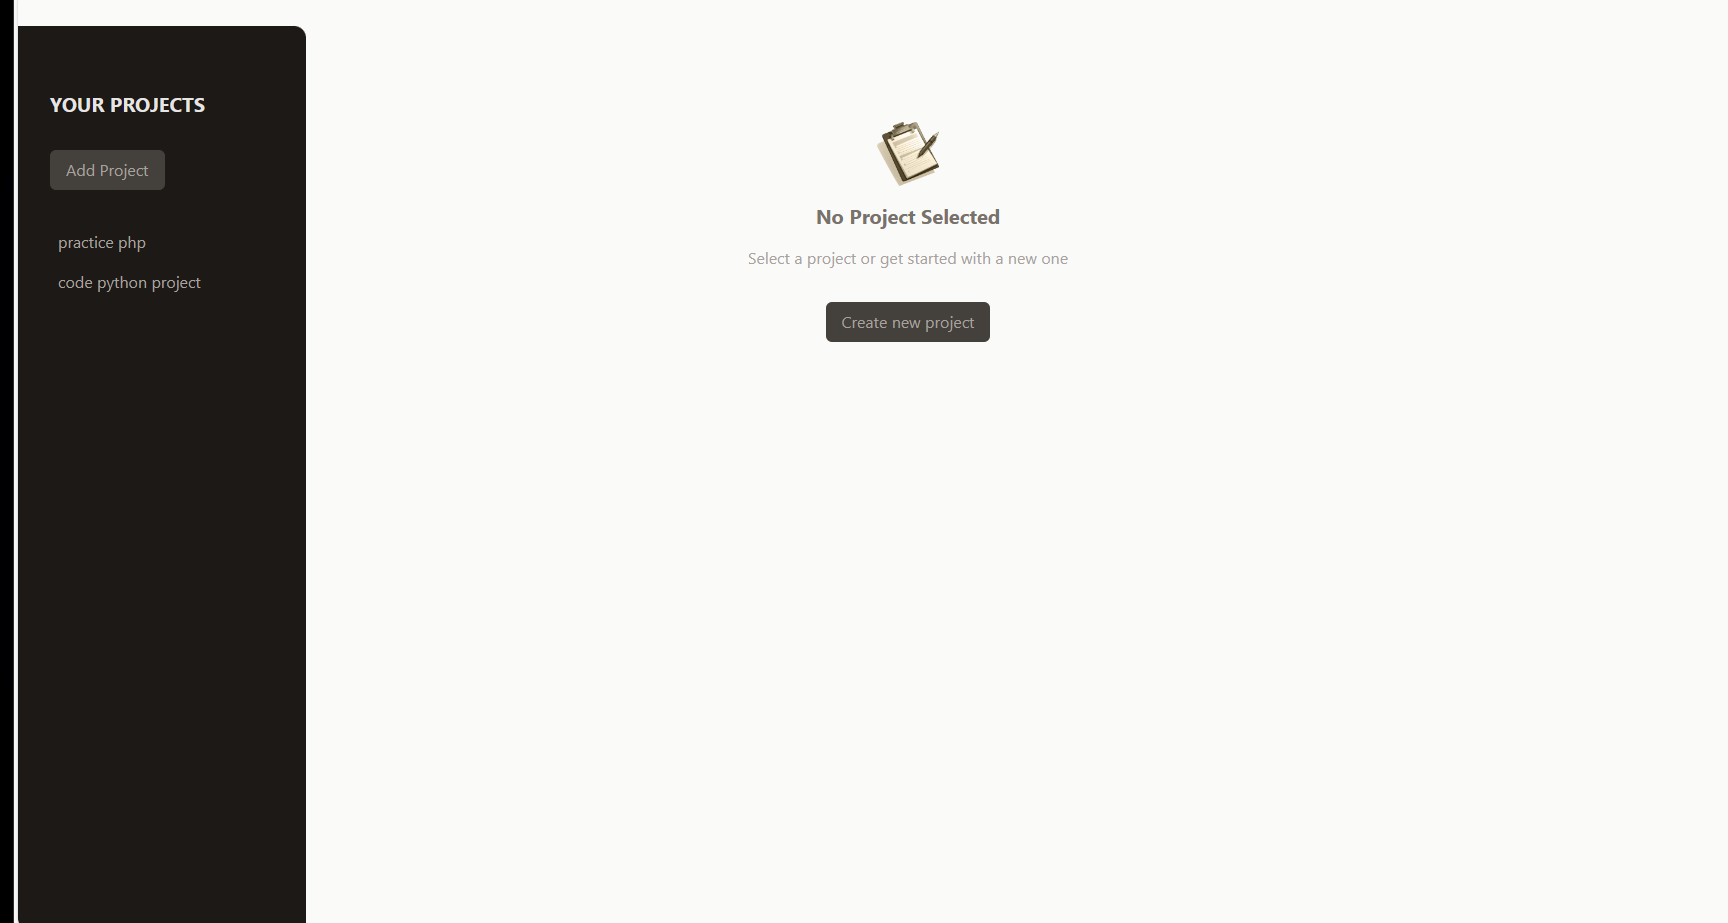 YOUR PROJECTS
Add Project
practice php
code python project
No Project Selected
Select a project or get started with a new one
Create new project